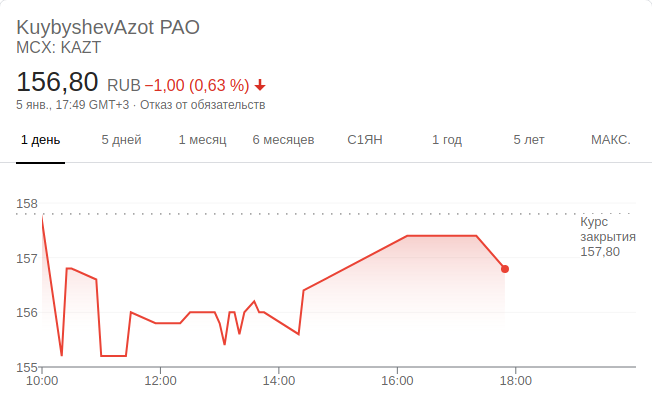 KuybyshevAzot PAO
MCX: KAZT
156,80 RUB −1,00 (0,63 %)
5 янв., 17:49 GMT+3 · Отказ от обязательств
1 день 5 дней 1 месяц 6 месяцев С1ЯН 1 год 5 лет МАКС.
158
Курс
закрытия
157,80
157
156
155
10:00 12:00 14:00 16:00 18:00